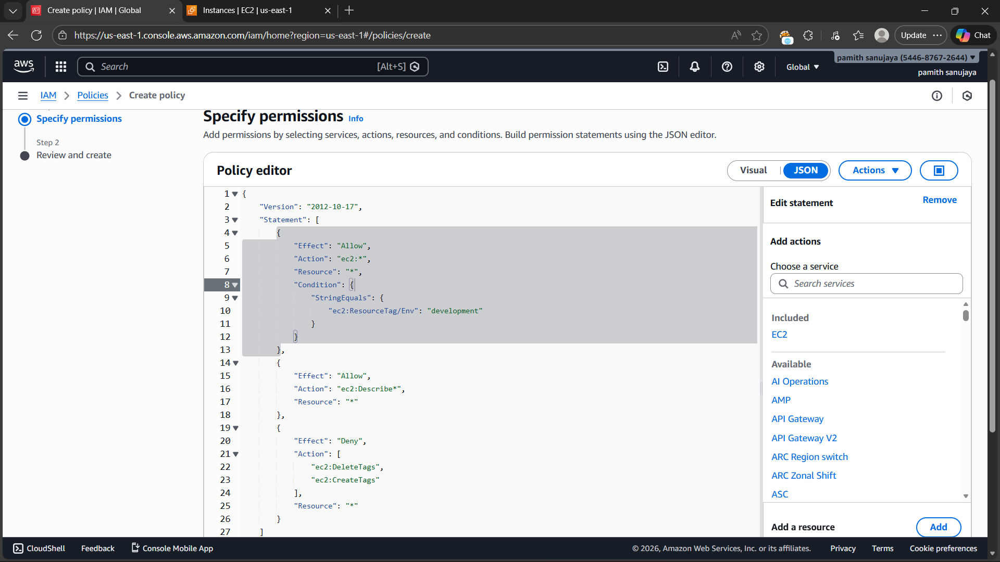 Create policy | IAM | Global
Instances | EC2 | us-east-1
https://us-east-1.console.aws.amazon.com/iam/home?region=us-east-1#/policies/create
Update
Chat
aws
Search
[Alt+S]
Global
pamith sanujaya (5446-8767-2644)
pamith sanujaya
IAM > Policies > Create policy
Specify permissions
Step 2
Review and create
Specify permissions Info
Add permissions by selecting services, actions, resources, and conditions. Build permission statements using the JSON editor.
Policy editor
Visual
JSON
Actions
1 {
2 "Version": "2012-10-17",
3 "Statement": [
4 {
5 "Effect": "Allow",
6 "Action": "ec2:*",
7 "Resource": "*",
8 "Condition": {
9 "StringEquals": {
10 "ec2:ResourceTag/Env": "development"
11 }
12 }
13 },
14 {
15 "Effect": "Allow",
16 "Action": "ec2:Describe*",
17 "Resource": "*"
18 },
19 {
20 "Effect": "Deny",
21 "Action": [
22 "ec2:DeleteTags",
23 "ec2:CreateTags"
24 ],
25 "Resource": "*"
26 }
27 ]
Edit statement
Remove
Add actions
Choose a service
Search services
Included
EC2
Available
AI Operations
AMP
API Gateway
API Gateway V2
ARC Region switch
ARC Zonal Shift
ASC
Add a resource
Add
CloudShell
Feedback
Console Mobile App
© 2026, Amazon Web Services, Inc. or its affiliates.
Privacy
Terms
Cookie preferences